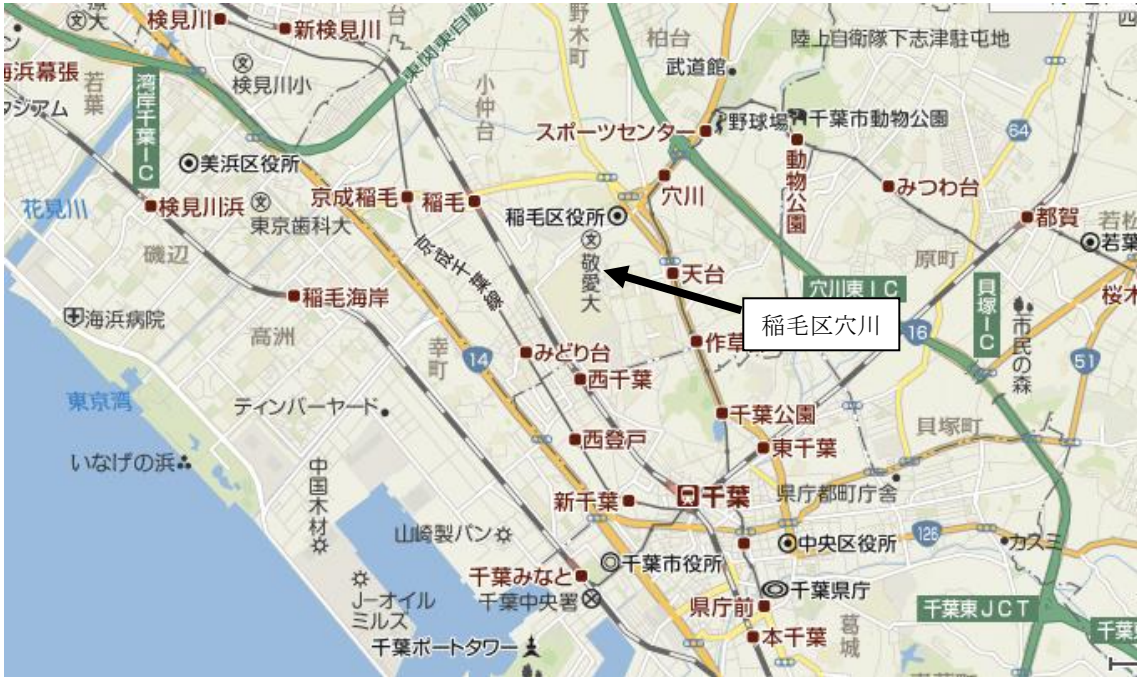 検見川
新検見川
検見川小
海浜幕張
若葉
湾岸千葉IC
東関東自動
小仲台
野木町
柏台
武道館
陸上自衛隊下志津駐屯地
スポーツセンター
野球場
千葉市動物公園
動物公園
64
みつわ台
都賀
若松
若葉
美浜区役所
検見川浜
花見川
東京歯科大
磯辺
京成稲毛
稲毛
京成千葉線
稲毛区役所
敬愛大
穴川
天台
稲毛区穴川
穴川東IC
原町
貝塚IC
16
市民の森
桜木
51
稲毛海岸
海浜病院
高洲
幸町
14
みどり台
西千葉
作草
千葉公園
東千葉
貝塚町
東京湾
ティンバーヤード
いなげの浜
中国木材
西登戸
新千葉
千葉
県庁都町庁舎
山崎製パン
千葉市役所
中央区役所
126
カスミ
千葉みなと
千葉中央署
J-オイル
ミルズ
県庁前
千葉県庁
千葉東JCT
千葉東
本千葉
葛城
千葉ポートタワー